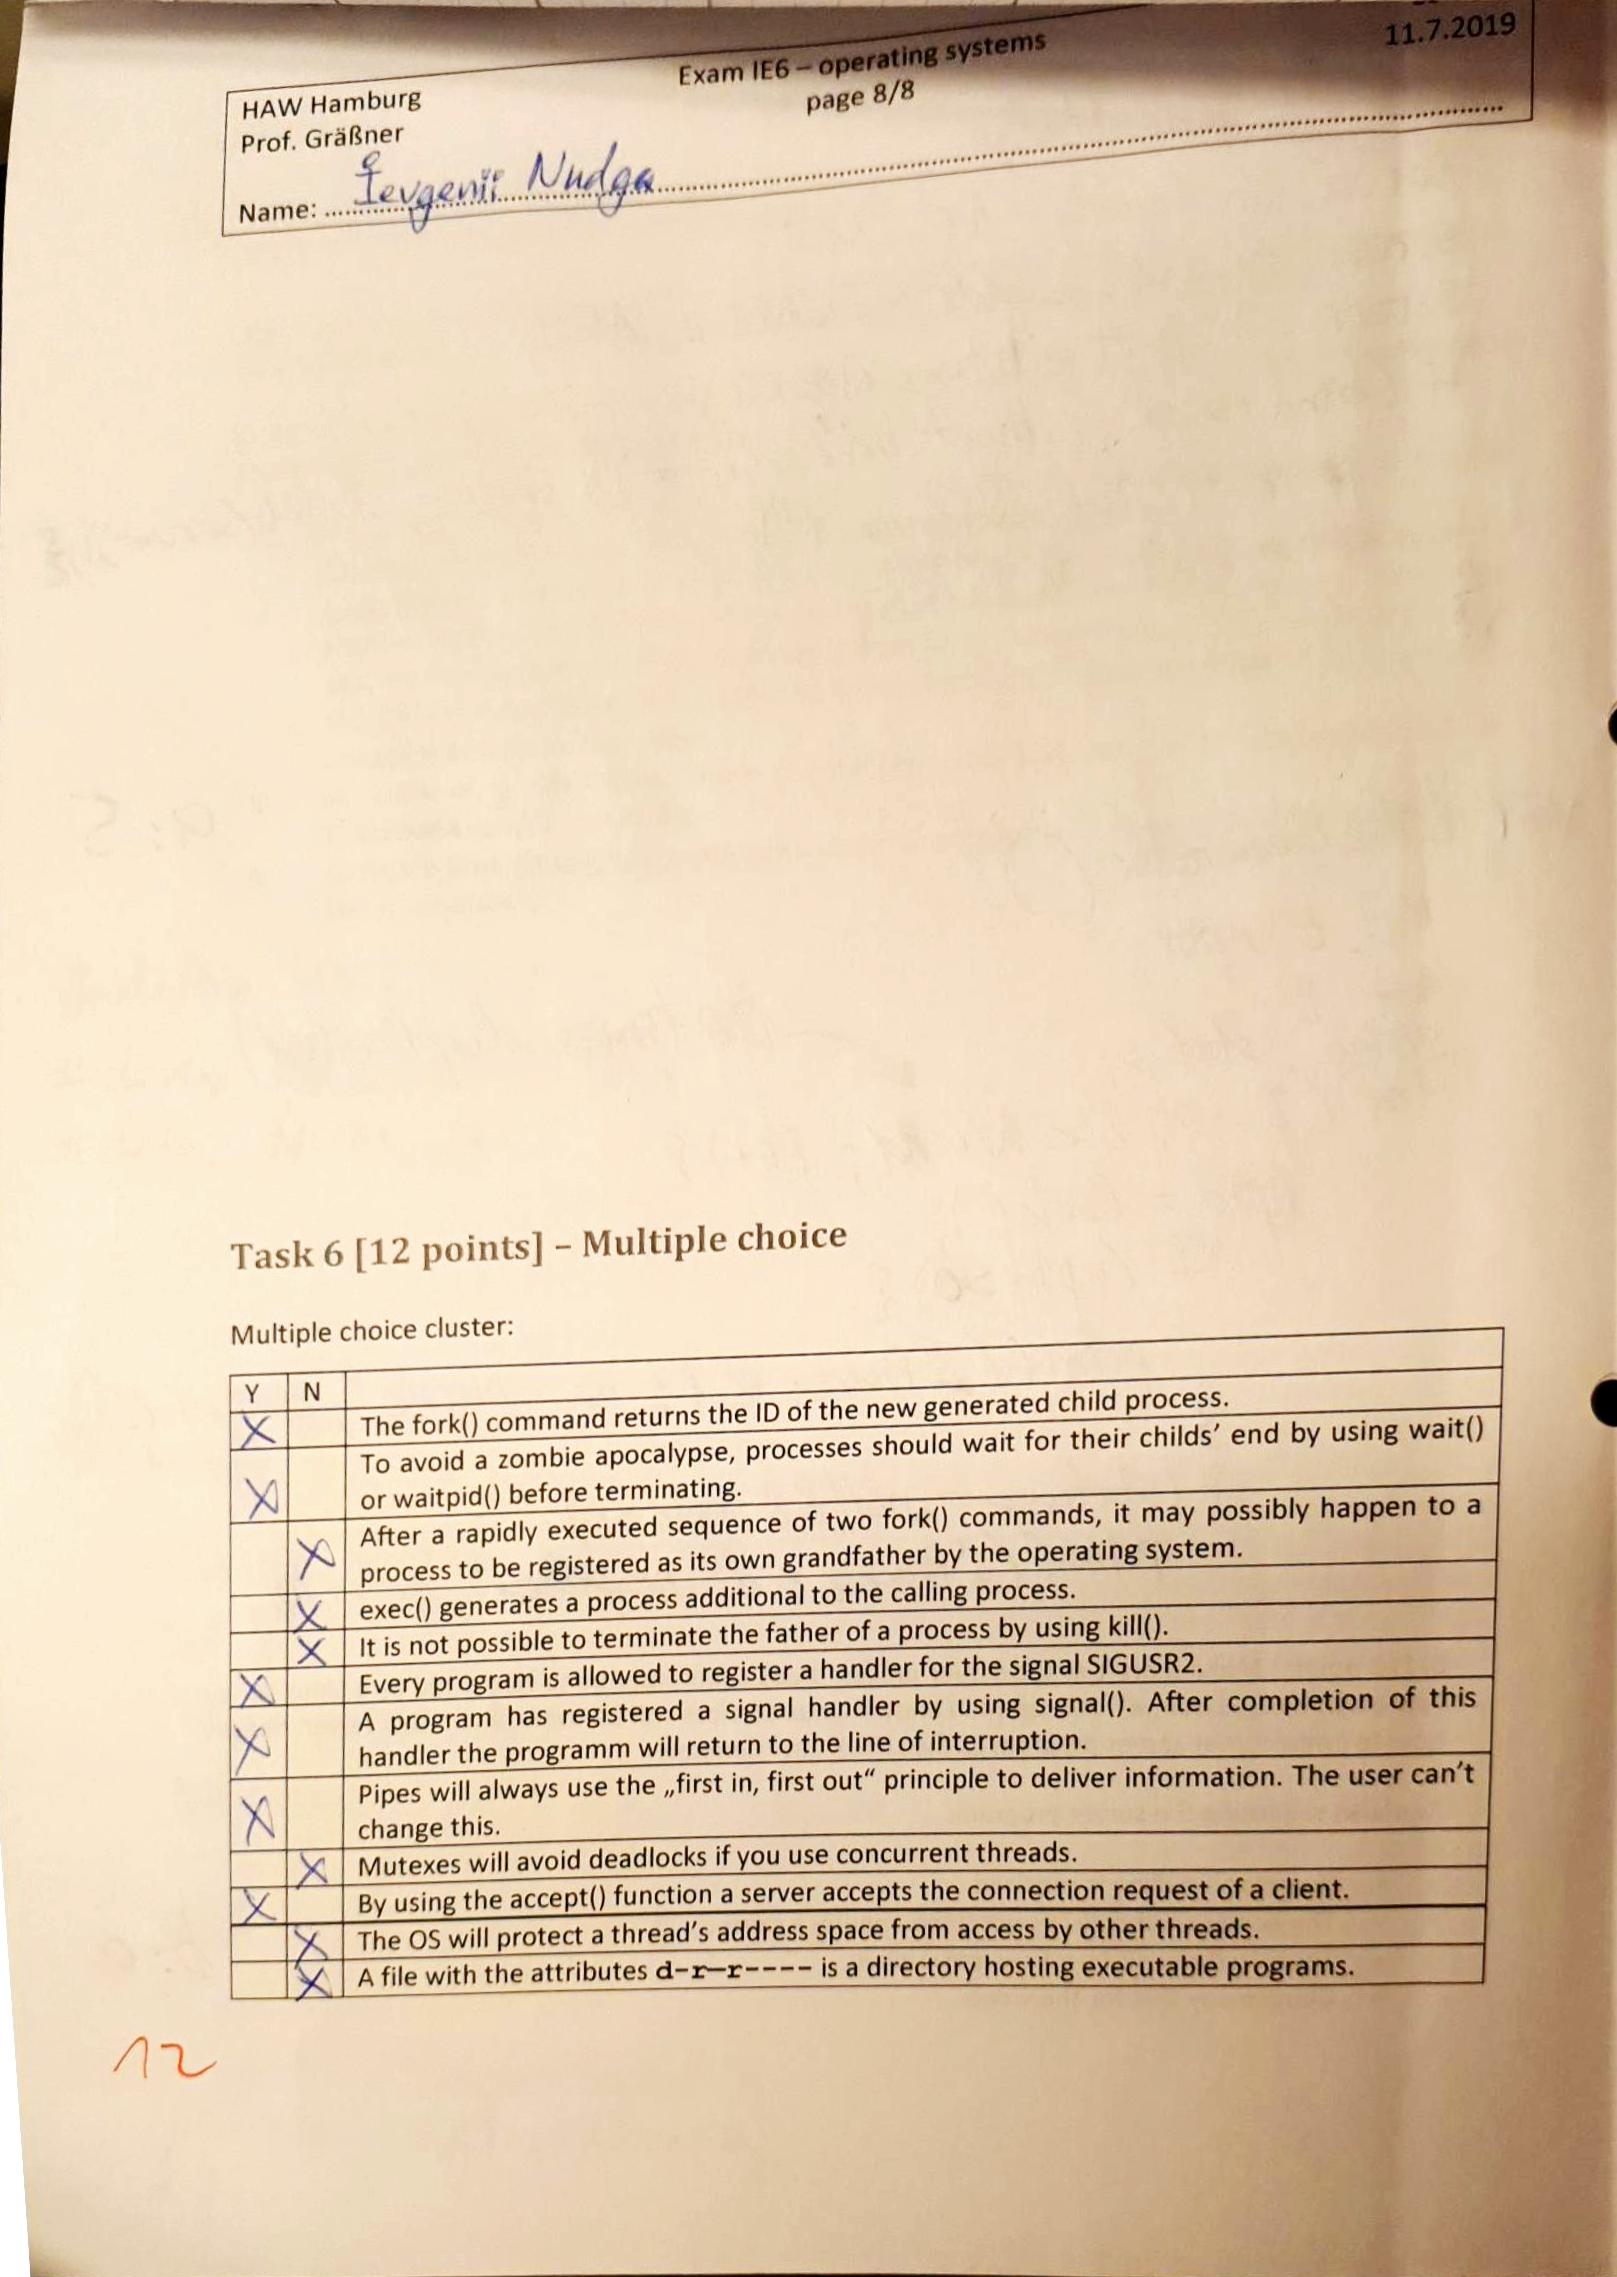 HAW Hamburg
Exam IE6 – operating systems
11.7.2019
Prof. Gräßner
page 8/8
Name: Ievgenii Nudga
Task 6 [12 points] – Multiple choice
Multiple choice cluster:
Y N
X The fork() command returns the ID of the new generated child process.
To avoid a zombie apocalypse, processes should wait for their childs’ end by using wait()
X or waitpid() before terminating.
After a rapidly executed sequence of two fork() commands, it may possibly happen to a
X process to be registered as its own grandfather by the operating system.
X exec() generates a process additional to the calling process.
X It is not possible to terminate the father of a process by using kill().
X Every program is allowed to register a handler for the signal SIGUSR2.
A program has registered a signal handler by using signal(). After completion of this
X handler the programm will return to the line of interruption.
Pipes will always use the „first in, first out“ principle to deliver information. The user can’t
X change this.
X Mutexes will avoid deadlocks if you use concurrent threads.
X By using the accept() function a server accepts the connection request of a client.
X The OS will protect a thread’s address space from access by other threads.
X A file with the attributes d-r—r---- is a directory hosting executable programs.
12